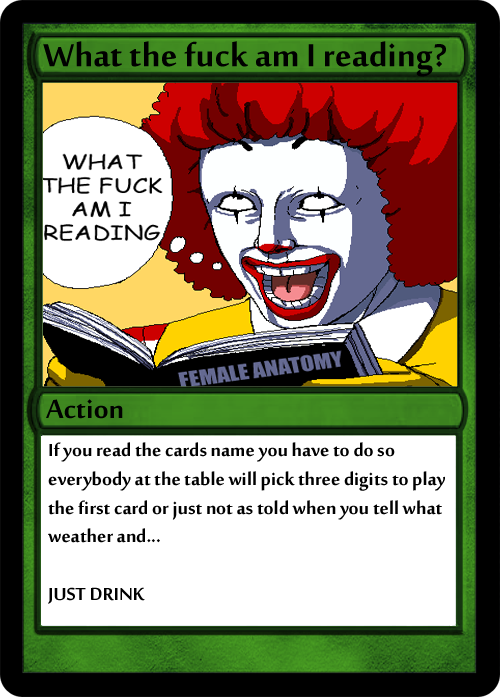 What the fuck am I reading?
WHAT
THE FUCK
AM I
READING
FEMALE ANATOMY
Action
If you read the cards name you have to do so
everybody at the table will pick three digits to play
the first card or just not as told when you tell what
weather and...
JUST DRINK